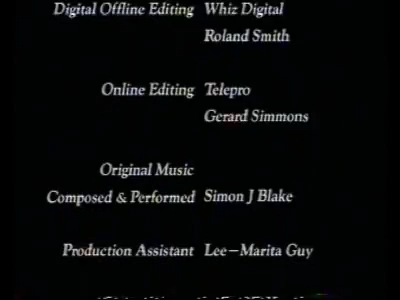 Digital Offline Editing Whiz Digital
Roland Smith
Online Editing Telepro
Gerard Simmons
Original Music
Composed & Performed Simon J Blake
Production Assistant Lee-Marita Guy